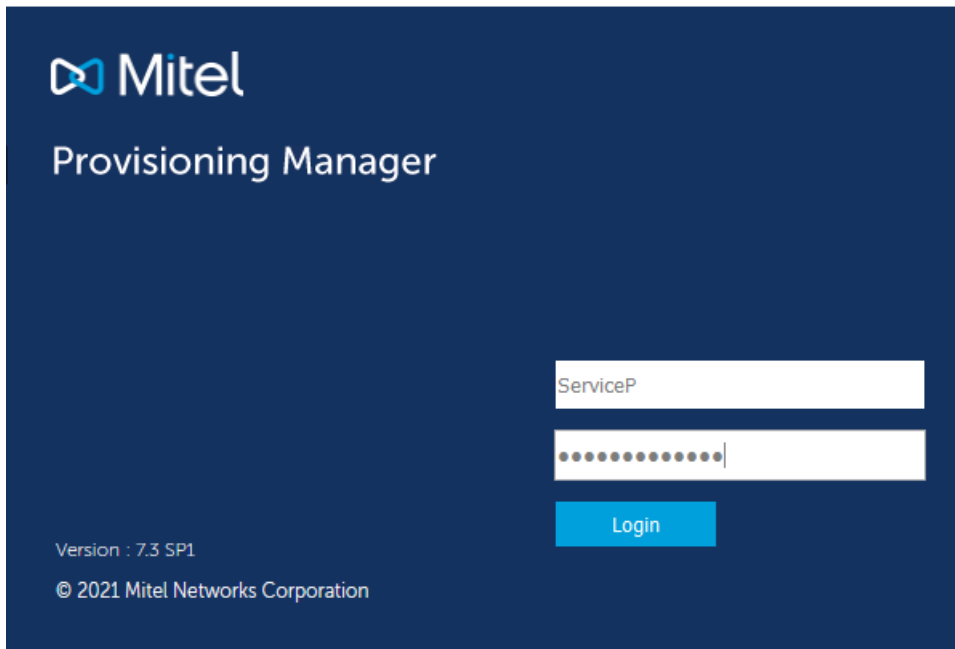 Mitel
Provisioning Manager
ServiceP
●●●●●●●●●●●●●
Login
Version : 7.3 SP1
© 2021 Mitel Networks Corporation